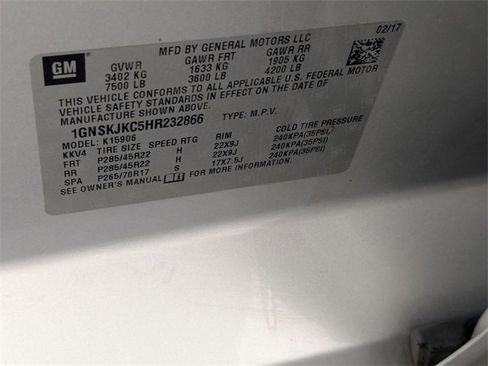 GM
MFD BY GENERAL MOTORS LLC
02/17
GVWR GAWR FRT GAWR RR
3402 KG 1633 KG 1905 KG
7500 LB 3600 LB 4200 LB
THIS VEHICLE CONFORMS TO ALL APPLICABLE U.S. FEDERAL MOTOR
VEHICLE SAFETY STANDARDS IN EFFECT ON THE DATE OF
MANUFACTURE SHOWN ABOVE.
1GNSKJKC5HR232866 TYPE: M.P.V.
MODEL: K15906
KKV4 TIRE SIZE SPEED RTG RIM COLD TIRE PRESSURE
FRT P285/45R22 H 22X9J 240KPA(35PSI)
RR P285/45R22 H 22X9J 240KPA(35PSI)
SPA P265/70R17 S 17X7.5J 240KPA(35PSI)
SEE OWNER'S MANUAL FOR MORE INFORMATION.